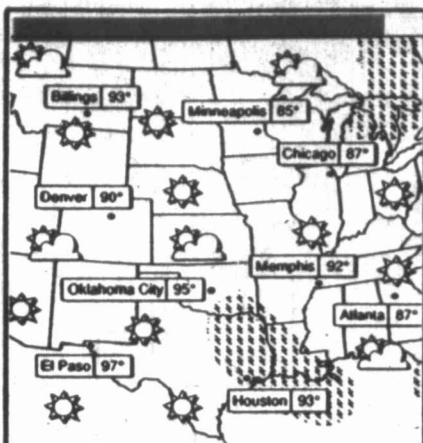 Billings 93°
Minneapolis 85°
Chicago 87°
Denver 90°
Memphis 92°
Oklahoma City 95°
Atlanta 87°
El Paso 97°
Houston 93°